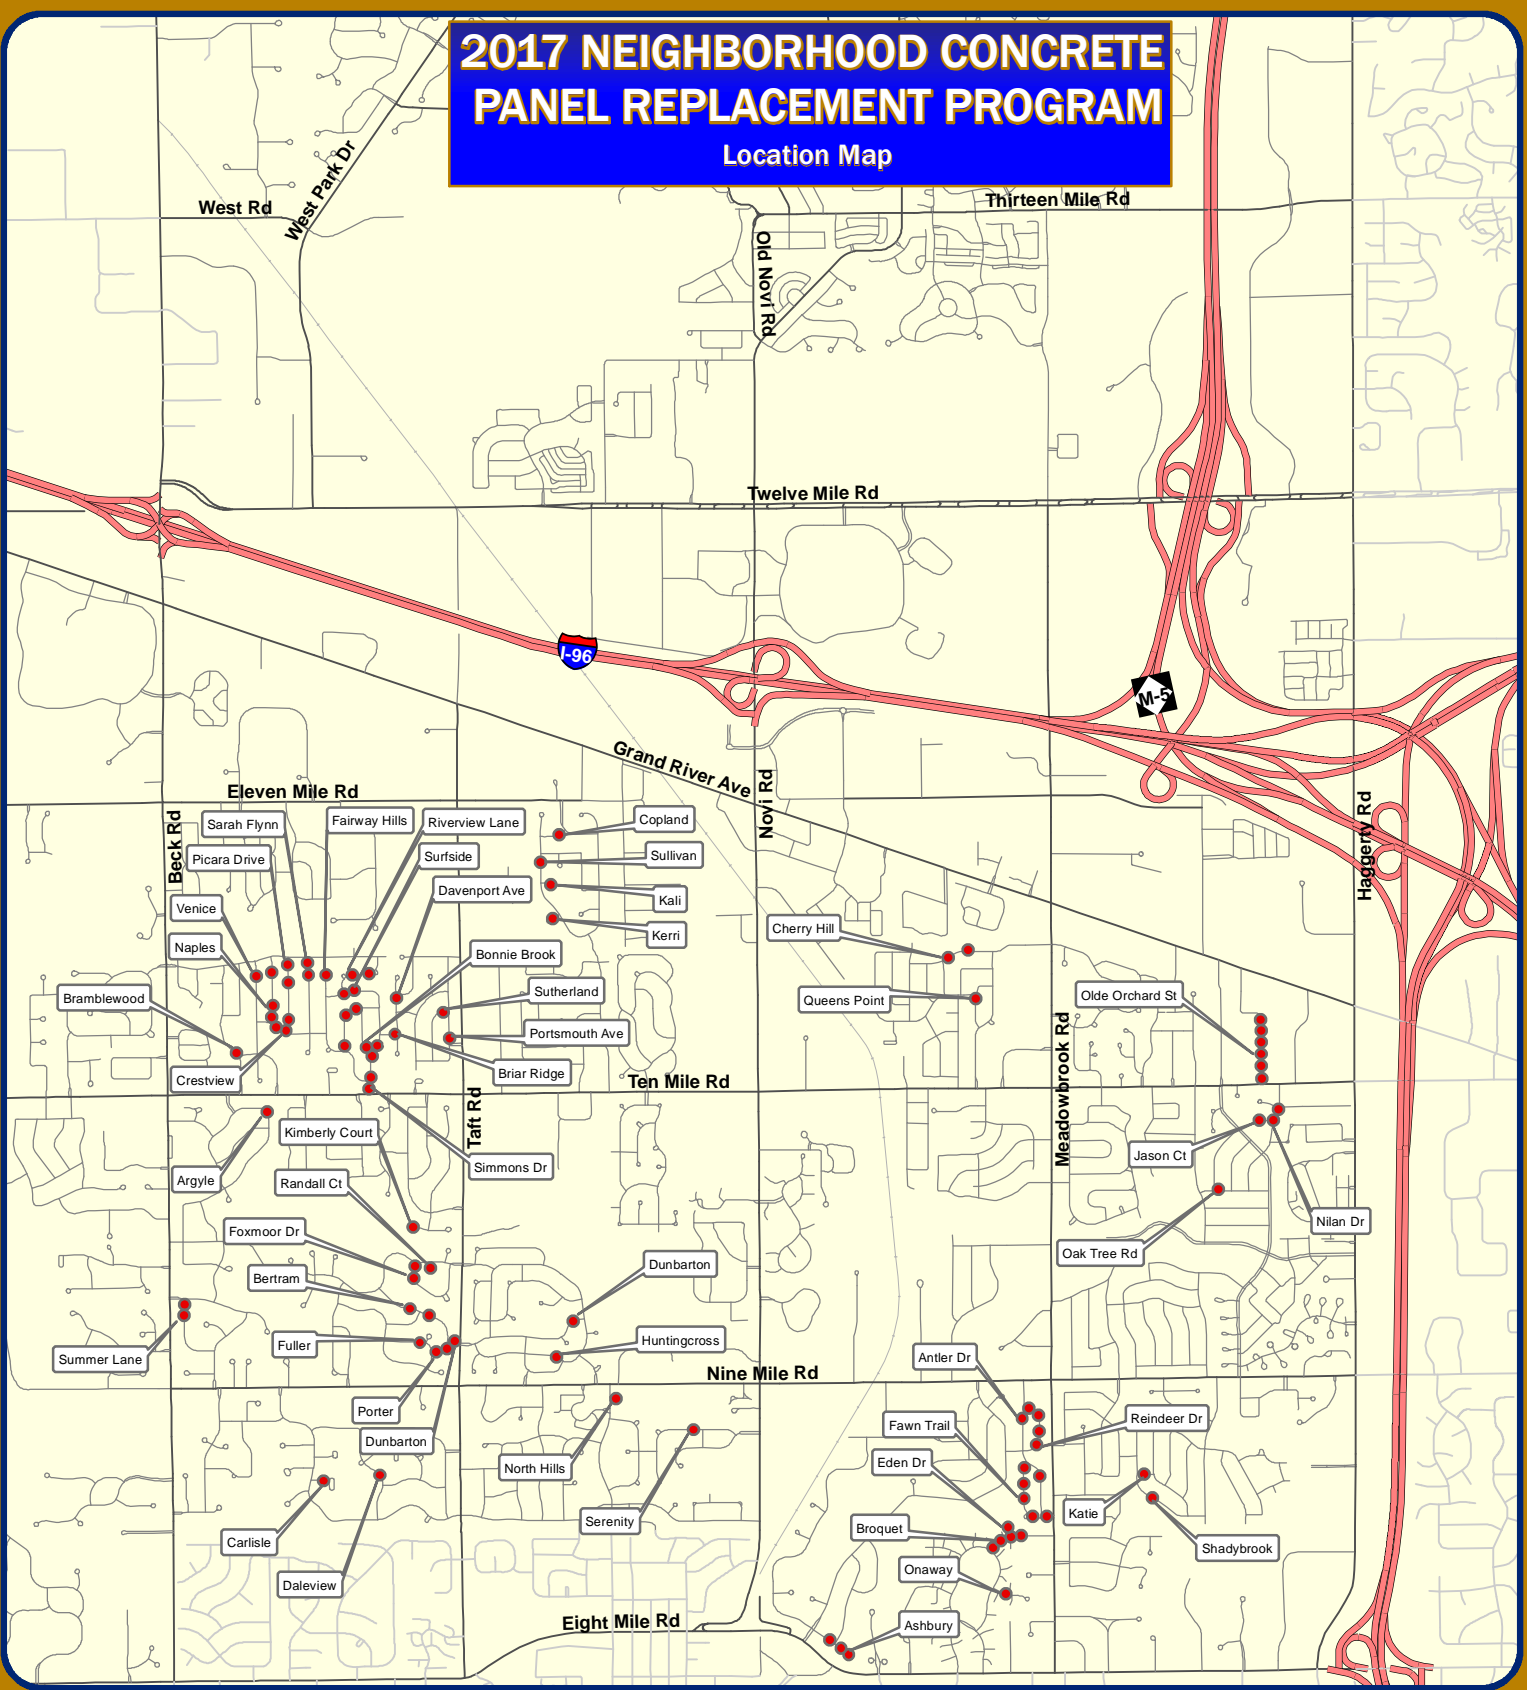 2017 NEIGHBORHOOD CONCRETE
PANEL REPLACEMENT PROGRAM
Location Map
West Park Dr
West Rd
Thirteen Mile Rd
Old Novi Rd
Twelve Mile Rd
I-96
M-5
Grand River Ave
Novi Rd
Eleven Mile Rd
Beck Rd
Haggerty Rd
Sarah Flynn
Fairway Hills
Riverview Lane
Copland
Picara Drive
Surfside
Sullivan
Davenport Ave
Kali
Venice
Kerri
Cherry Hill
Naples
Bonnie Brook
Bramblewood
Sutherland
Queens Point
Olde Orchard St
Portsmouth Ave
Meadowbrook Rd
Crestview
Briar Ridge
Ten Mile Rd
Taft Rd
Kimberly Court
Simmons Dr
Jason Ct
Argyle
Randall Ct
Nilan Dr
Foxmoor Dr
Oak Tree Rd
Bertram
Dunbarton
Fuller
Huntingcross
Summer Lane
Antler Dr
Nine Mile Rd
Porter
Reindeer Dr
Fawn Trail
Dunbarton
North Hills
Eden Dr
Katie
Serenity
Broquet
Carlisle
Shadybrook
Onaway
Daleview
Eight Mile Rd
Ashbury